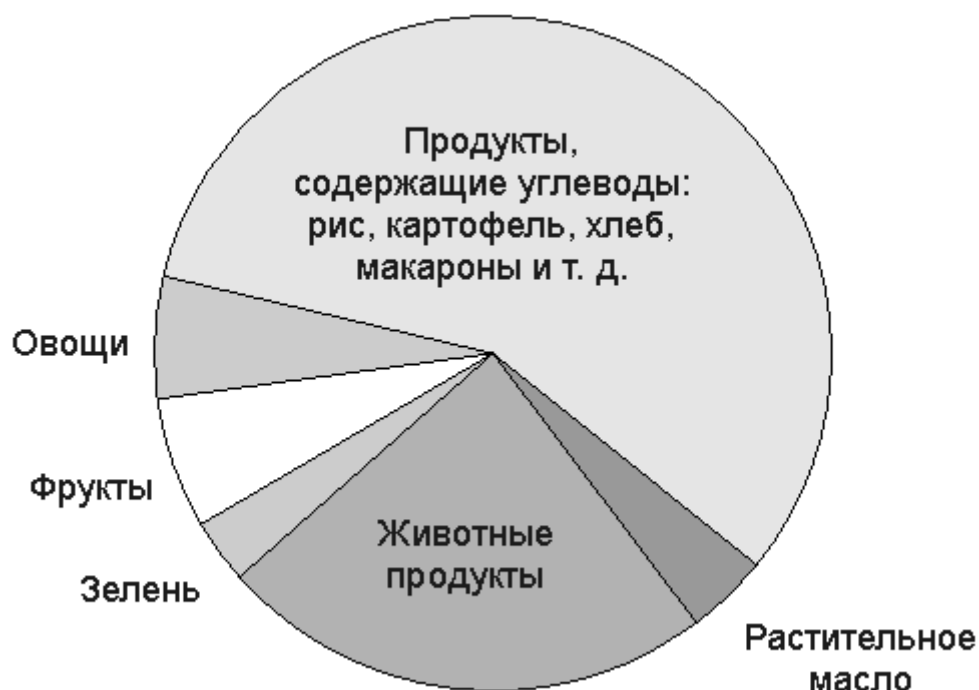 Продукты,
содержащие углеводы:
рис, картофель, хлеб,
макароны и т. д.
Овощи
Фрукты
Зелень
Животные
продукты
Растительное
масло